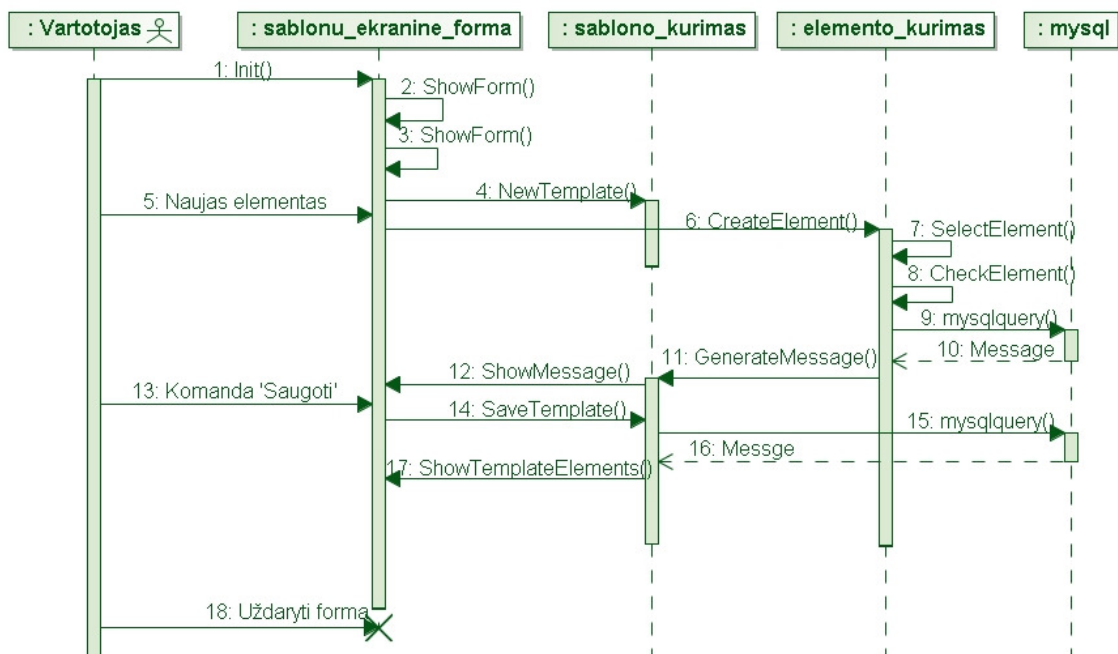 : Vartotojas
: sablonu_ekranine_forma
: sablono_kurimas
: elemento_kurimas
: mysql
1: Init()
2: ShowForm()
3: ShowForm()
4: NewTemplate()
5: Naujas elementas
6: CreateElement()
7: SelectElement()
8: CheckElement()
9: mysqlquery()
10: Message
11: GenerateMessage()
12: ShowMessage()
13: Komanda 'Saugoti'
14: SaveTemplate()
15: mysqlquery()
16: Messge
17: ShowTemplateElements()
18: Uždaryti forma